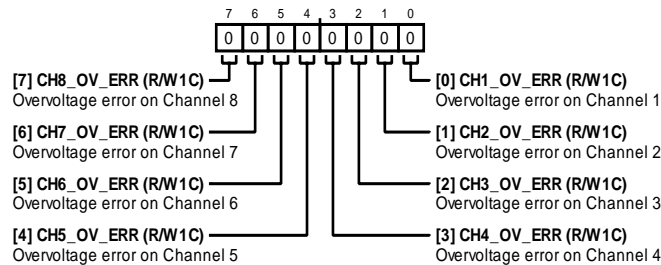 7 6 5 4 3 2 1 0
0 0 0 0 0 0 0 0
[7] CH8_OV_ERR (R/W1C)
Overvoltage error on Channel 8
[6] CH7_OV_ERR (R/W1C)
Overvoltage error on Channel 7
[5] CH6_OV_ERR (R/W1C)
Overvoltage error on Channel 6
[4] CH5_OV_ERR (R/W1C)
Overvoltage error on Channel 5
[0] CH1_OV_ERR (R/W1C)
Overvoltage error on Channel 1
[1] CH2_OV_ERR (R/W1C)
Overvoltage error on Channel 2
[2] CH3_OV_ERR (R/W1C)
Overvoltage error on Channel 3
[3] CH4_OV_ERR (R/W1C)
Overvoltage error on Channel 4